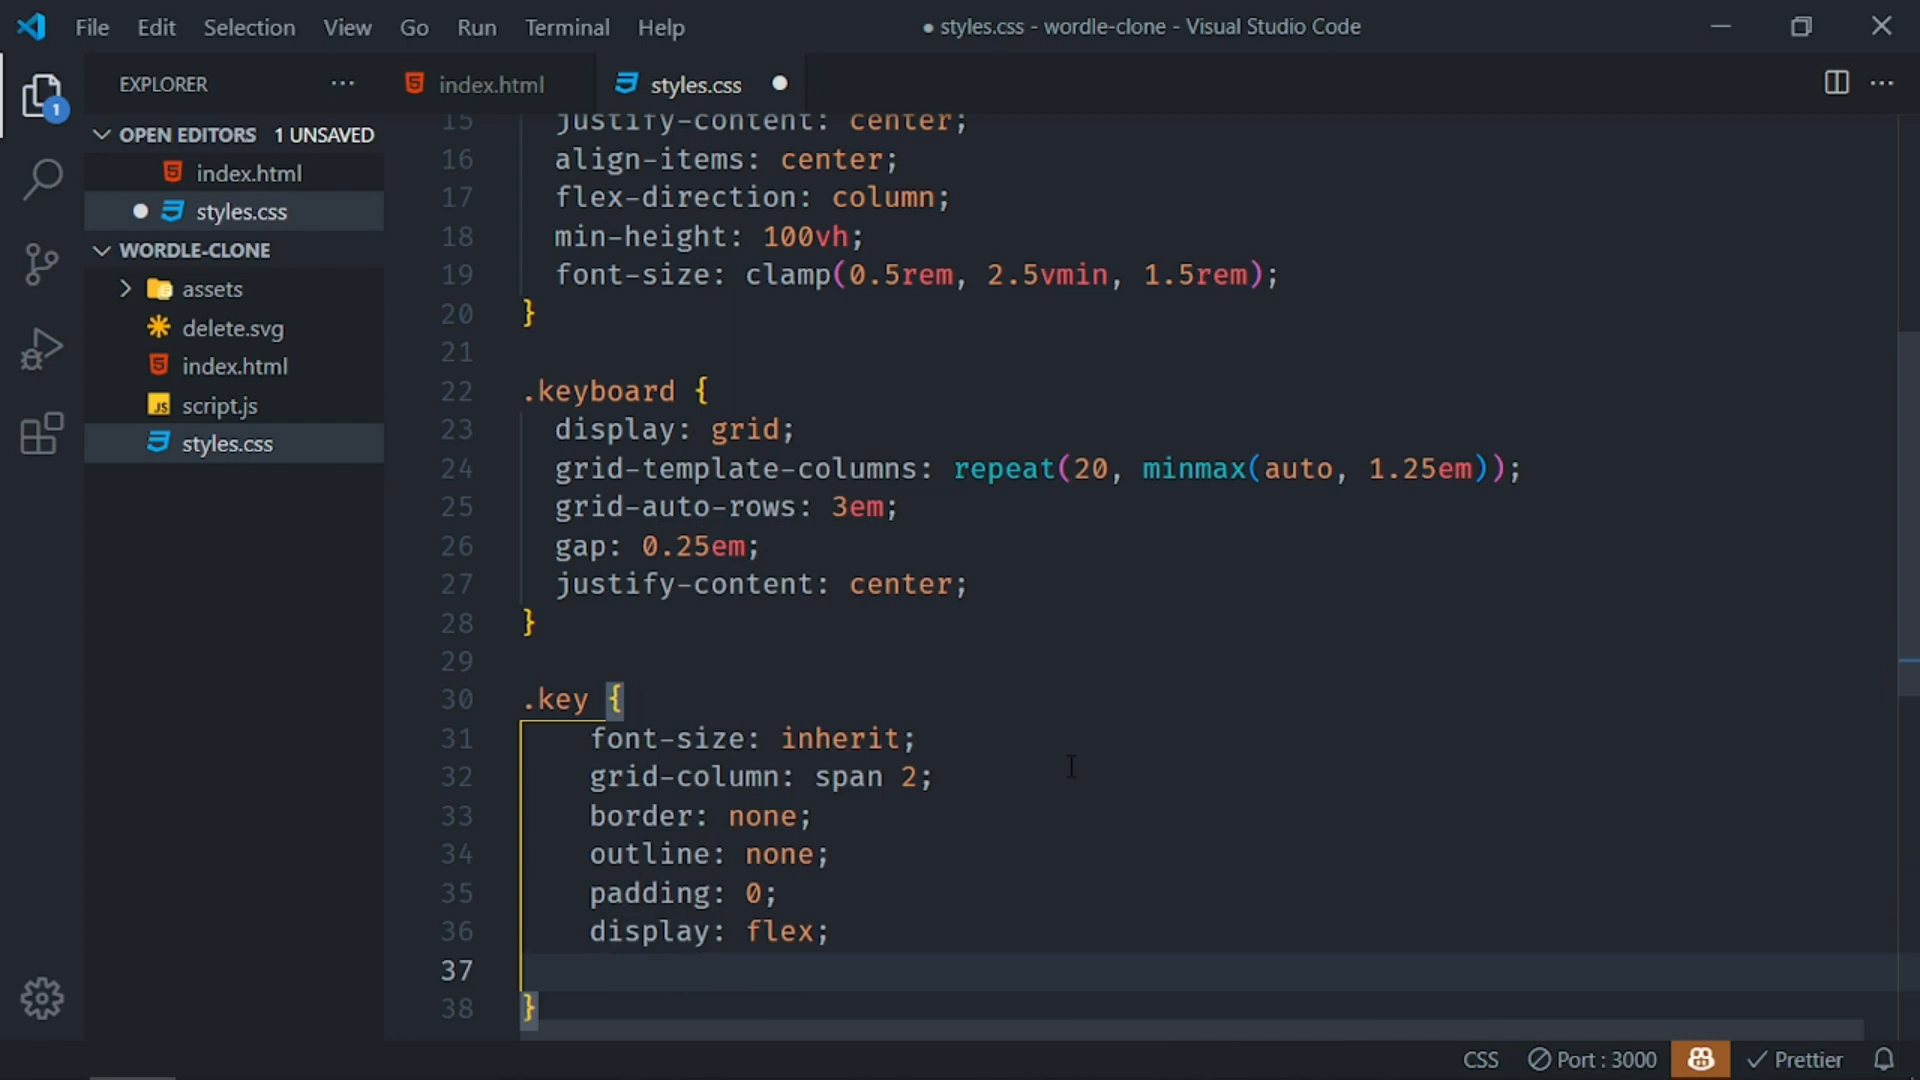 File Edit Selection View Go Run Terminal Help
● styles.css - wordle-clone - Visual Studio Code
EXPLORER ...
index.html
styles.css ●
OPEN EDITORS 1 UNSAVED
index.html
● styles.css
WORDLE-CLONE
assets
delete.svg
index.html
JS script.js
styles.css
1
15 justify-content: center;
16 align-items: center;
17 flex-direction: column;
18 min-height: 100vh;
19 font-size: clamp(0.5rem, 2.5vmin, 1.5rem);
20 }
21
22 .keyboard {
23 display: grid;
24 grid-template-columns: repeat(20, minmax(auto, 1.25em));
25 grid-auto-rows: 3em;
26 gap: 0.25em;
27 justify-content: center;
28 }
29
30 .key {
31 font-size: inherit;
32 grid-column: span 2;
33 border: none;
34 outline: none;
35 padding: 0;
36 display: flex;
37
38 }
CSS Port : 3000 Prettier